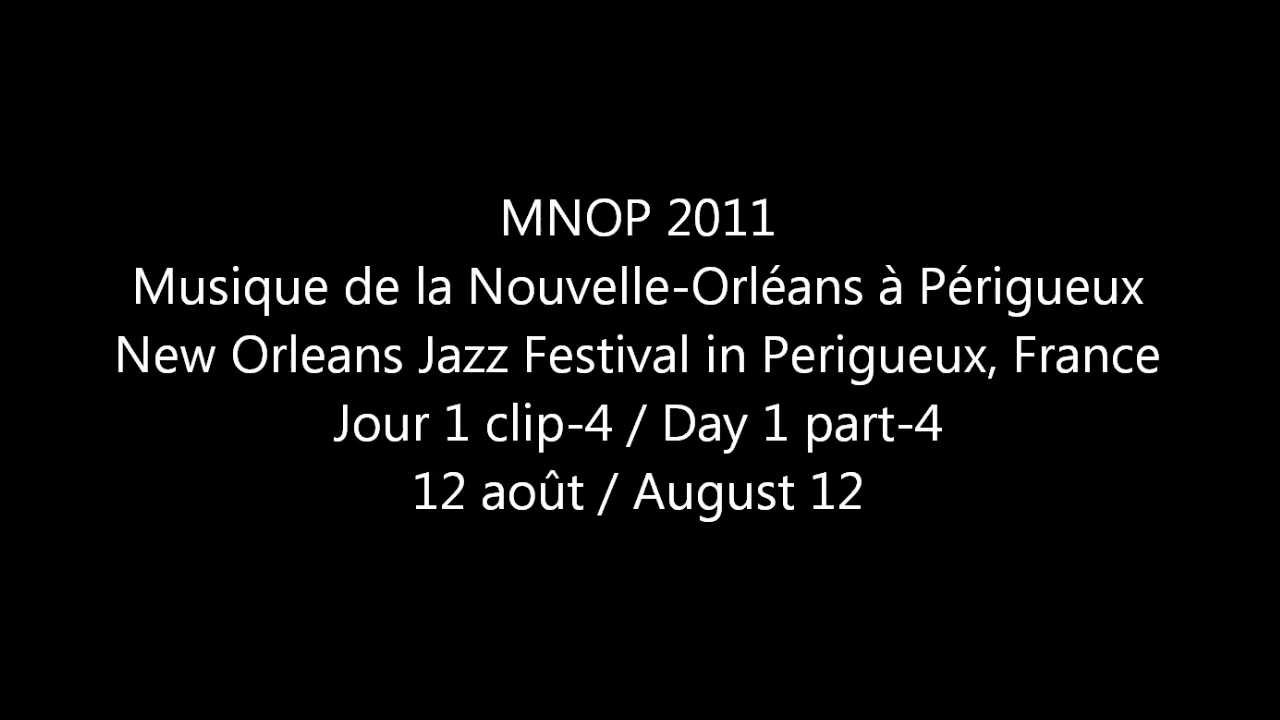 MNOP 2011
Musique de la Nouvelle-Orléans à Périgueux
New Orleans Jazz Festival in Perigueux, France
Jour 1 clip-4 / Day 1 part-4
12 août / August 12